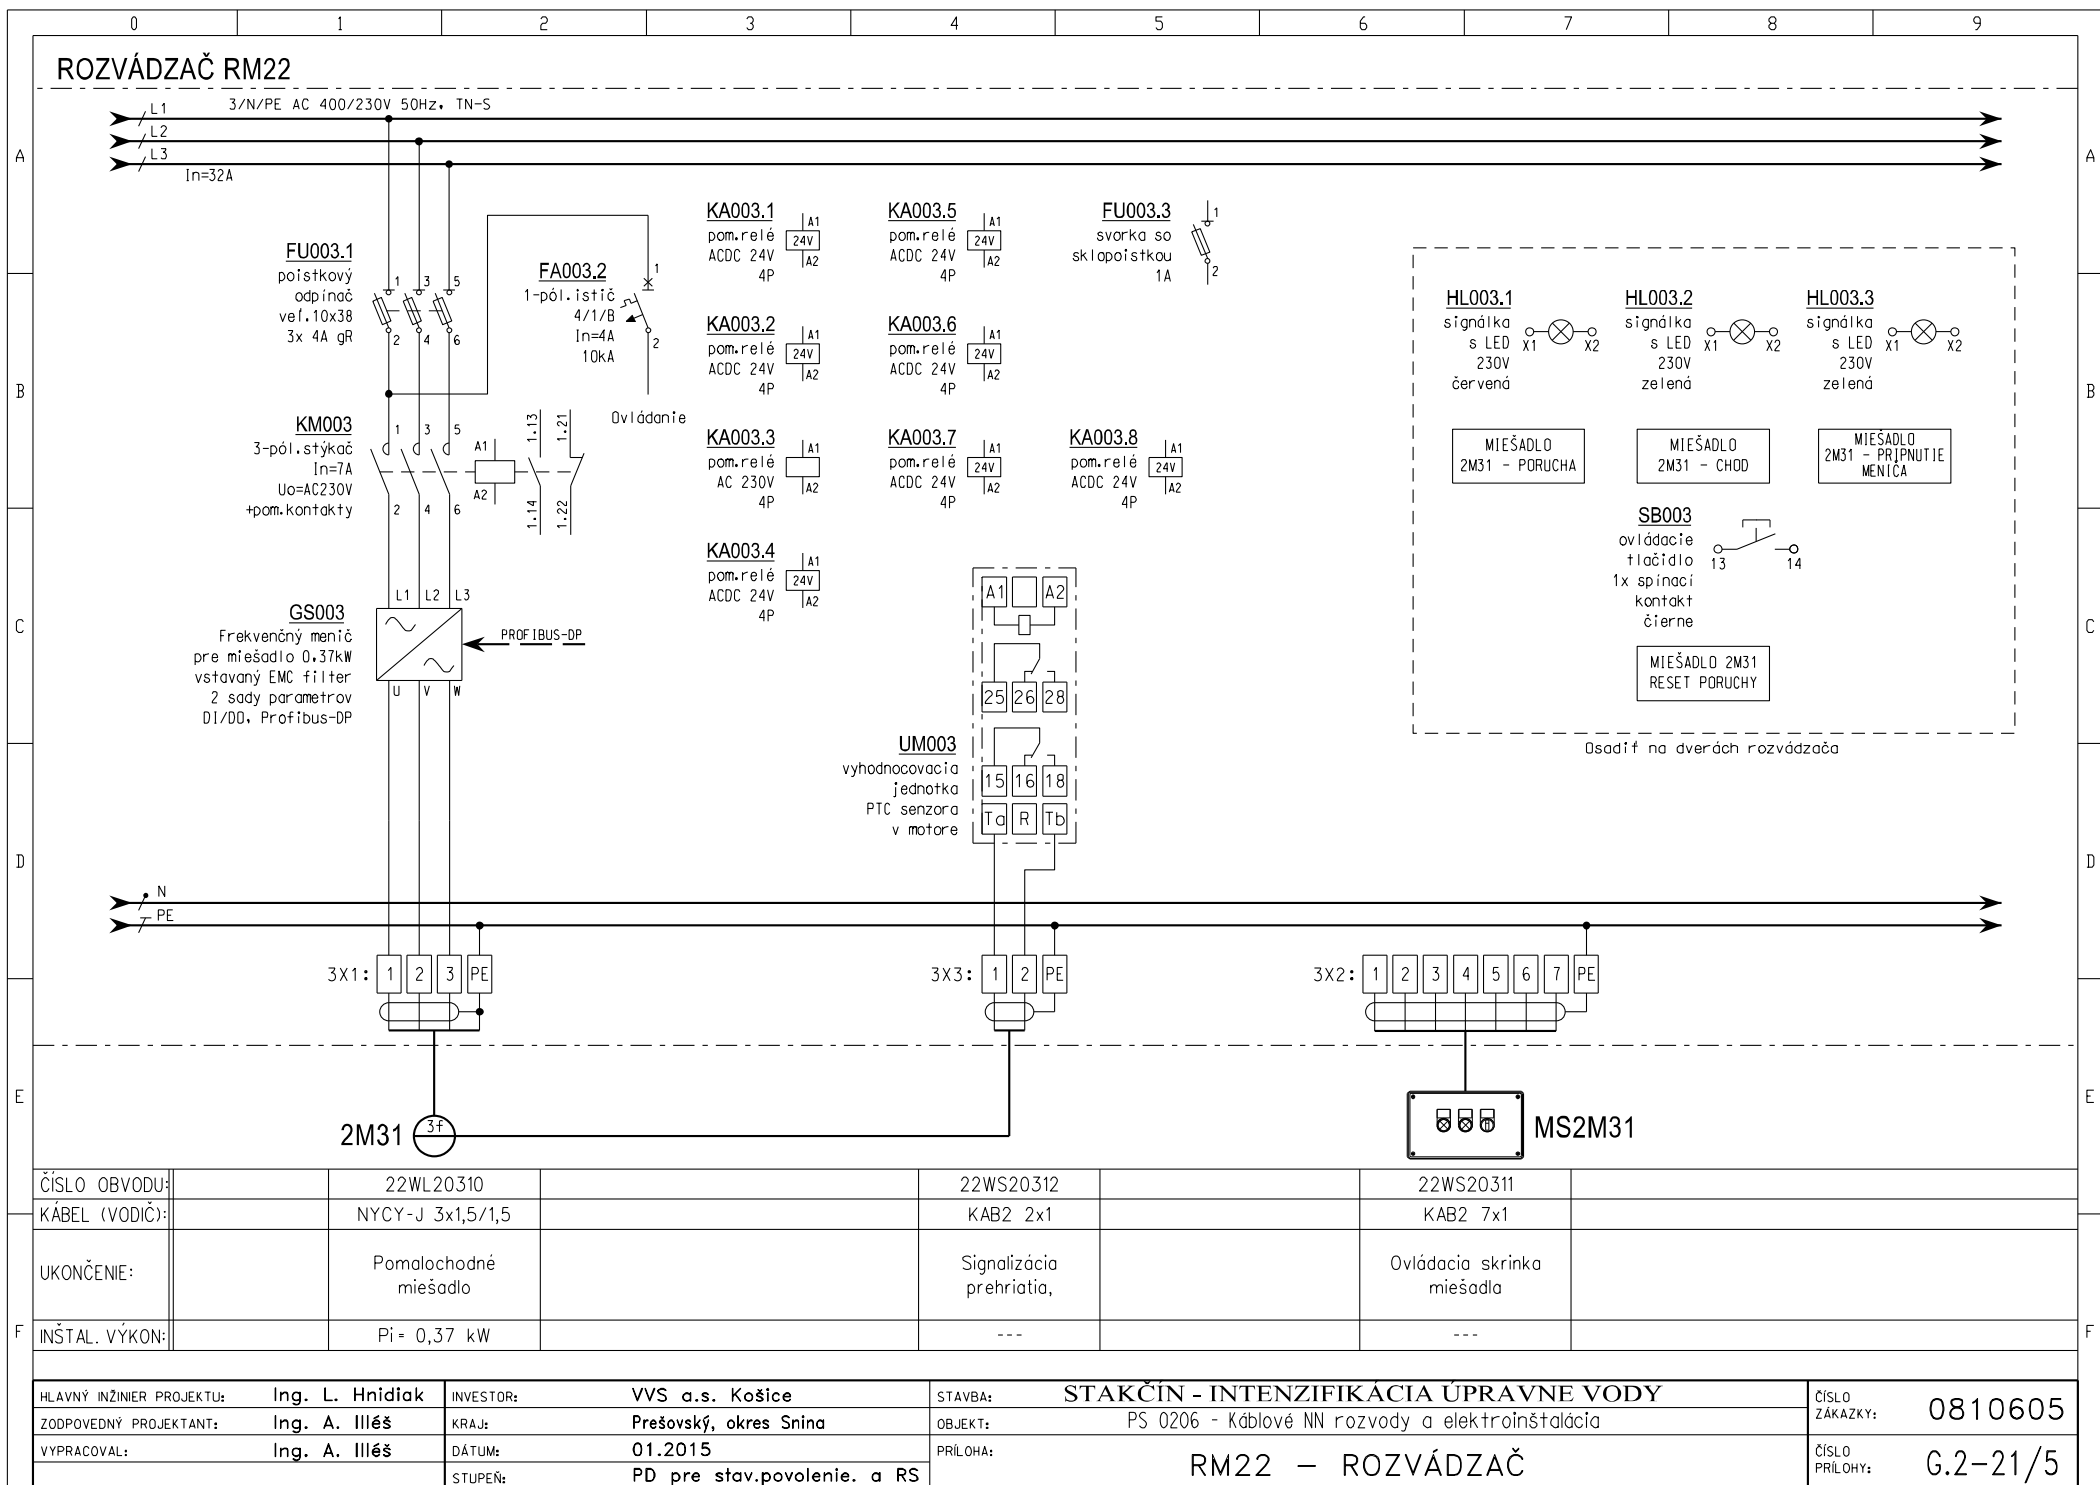 0 1 2 3 4 5 6 7 8 9
ROZVÁDZAČ RM22
L1 3/N/PE AC 400/230V 50Hz, TN-S
L2
L3
In=32A
A A
B B
C C
D D
E E
F F
FU003.1
poistkový
odpínač
veľ.10x38
3x 4A gR
1 3 5
2 4 6
FA003.2
1-pól.istič
4/1/B
In=4A
10kA
1
2
Ovládanie
KM003
3-pól.stýkač
In=7A
Uo=AC230V
+pom.kontakty
1 3 5
2 4 6
A1
A2
1.13 1.21
1.14 1.22
GS003
Frekvenčný menič
pre miešadlo 0,37kW
vstavaný EMC filter
2 sady parametrov
DI/DO, Profibus-DP
L1 L2 L3
U V W
PROFIBUS-DP
KA003.1
pom.relé
ACDC 24V
4P
A1
24V
A2
KA003.2
pom.relé
ACDC 24V
4P
A1
24V
A2
KA003.3
pom.relé
AC 230V
4P
A1
A2
KA003.4
pom.relé
ACDC 24V
4P
A1
24V
A2
KA003.5
pom.relé
ACDC 24V
4P
A1
24V
A2
KA003.6
pom.relé
ACDC 24V
4P
A1
24V
A2
KA003.7
pom.relé
ACDC 24V
4P
A1
24V
A2
KA003.8
pom.relé
ACDC 24V
4P
A1
24V
A2
FU003.3
svorka so
sklopoistkou
1A
1
2
UM003
vyhodnocovacia
jednotka
PTC senzora
v motore
A1 A2
25 26 28
15 16 18
Ta R Tb
HL003.1
signálka
s LED
230V
červená
X1 X2
MIEŠADLO
2M31 - PORUCHA
HL003.2
signálka
s LED
230V
zelená
X1 X2
MIEŠADLO
2M31 - CHOD
HL003.3
signálka
s LED
230V
zelená
X1 X2
MIEŠADLO
2M31 - PRIPNUTIE
MENIČA
SB003
ovládacie
tlačidlo
1x spínací
kontakt
čierne
13 14
MIEŠADLO 2M31
RESET PORUCHY
Osadiť na dverách rozvádzača
N
PE
3X1: 1 2 3 PE
3X3: 1 2 PE
3X2: 1 2 3 4 5 6 7 PE
2M31 3f
MS2M31
ČÍSLO OBVODU: 22WL20310 22WS20312 22WS20311
KÁBEL (VODIČ): NYCY-J 3x1,5/1,5 KAB2 2x1 KAB2 7x1
UKONČENIE:
Pomalochodné
miešadlo
Signalizácia
prehriatia,
Ovládacia skrinka
miešadla
INŠTAL. VÝKON: Pi= 0,37 kW --- ---
HLAVNÝ INŽINIER PROJEKTU: Ing. L. Hnidiak
ZODPOVEDNÝ PROJEKTANT: Ing. A. Illéš
VYPRACOVAL: Ing. A. Illéš
INVESTOR: VVS a.s. Košice
KRAJ: Prešovský, okres Snina
DÁTUM: 01.2015
STUPEŇ: PD pre stav.povolenie. a RS
STAVBA: STAKČÍN - INTENZIFIKÁCIA ÚPRAVNE VODY
OBJEKT: PS 0206 - Káblové NN rozvody a elektroinštalácia
PRÍLOHA: RM22 – ROZVÁDZAČ
ČÍSLO
ZÁKAZKY: 0810605
ČÍSLO
PRÍLOHY: G.2-21/5